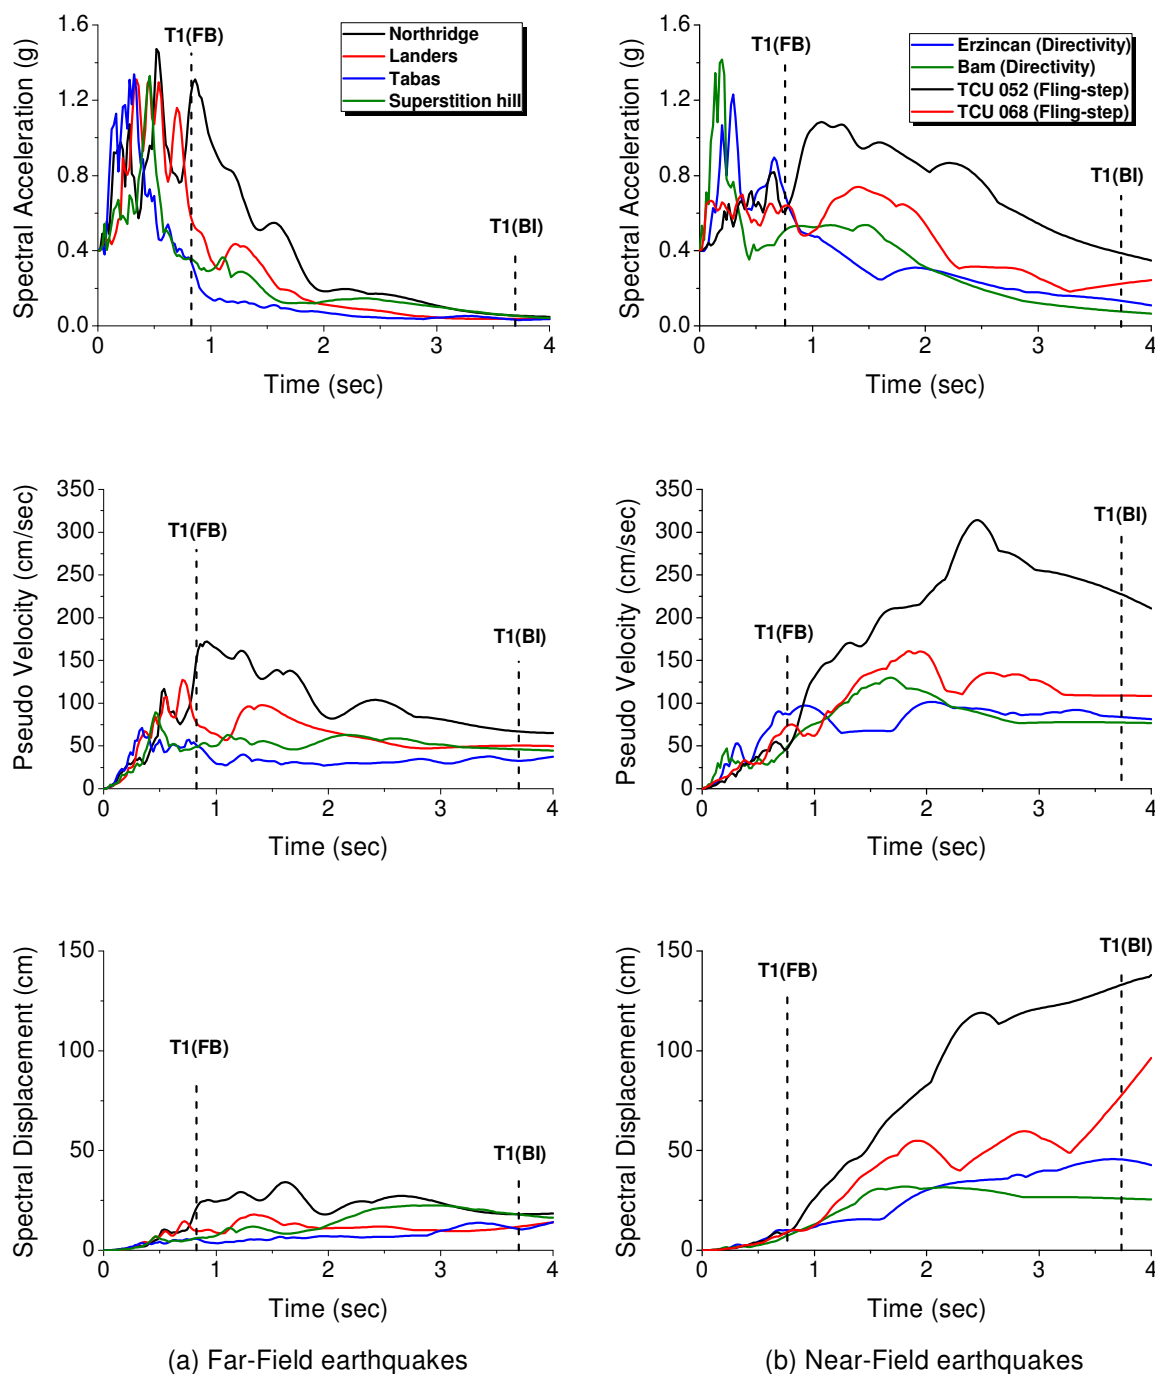 1.6
1.2
0.8
0.4
0.0
Spectral Acceleration (g)
T1(FB)
Northridge
Landers
Tabas
Superstition hill
T1(BI)
0 1 2 3 4
Time (sec)
1.6
1.2
0.8
0.4
0.0
Spectral Acceleration (g)
T1(FB)
Erzincan (Directivity)
Bam (Directivity)
TCU 052 (Fling-step)
TCU 068 (Fling-step)
T1(BI)
0 1 2 3 4
Time (sec)
350
300
250
200
150
100
50
0
Pseudo Velocity (cm/sec)
T1(FB)
T1(BI)
0 1 2 3 4
Time (sec)
350
300
250
200
150
100
50
0
Pseudo Velocity (cm/sec)
T1(FB)
T1(BI)
0 1 2 3 4
Time (sec)
150
100
50
0
Spectral Displacement (cm)
T1(FB)
T1(BI)
0 1 2 3 4
Time (sec)
150
100
50
0
Spectral Displacement (cm)
T1(FB)
T1(BI)
0 1 2 3 4
Time (sec)
(a) Far-Field earthquakes
(b) Near-Field earthquakes